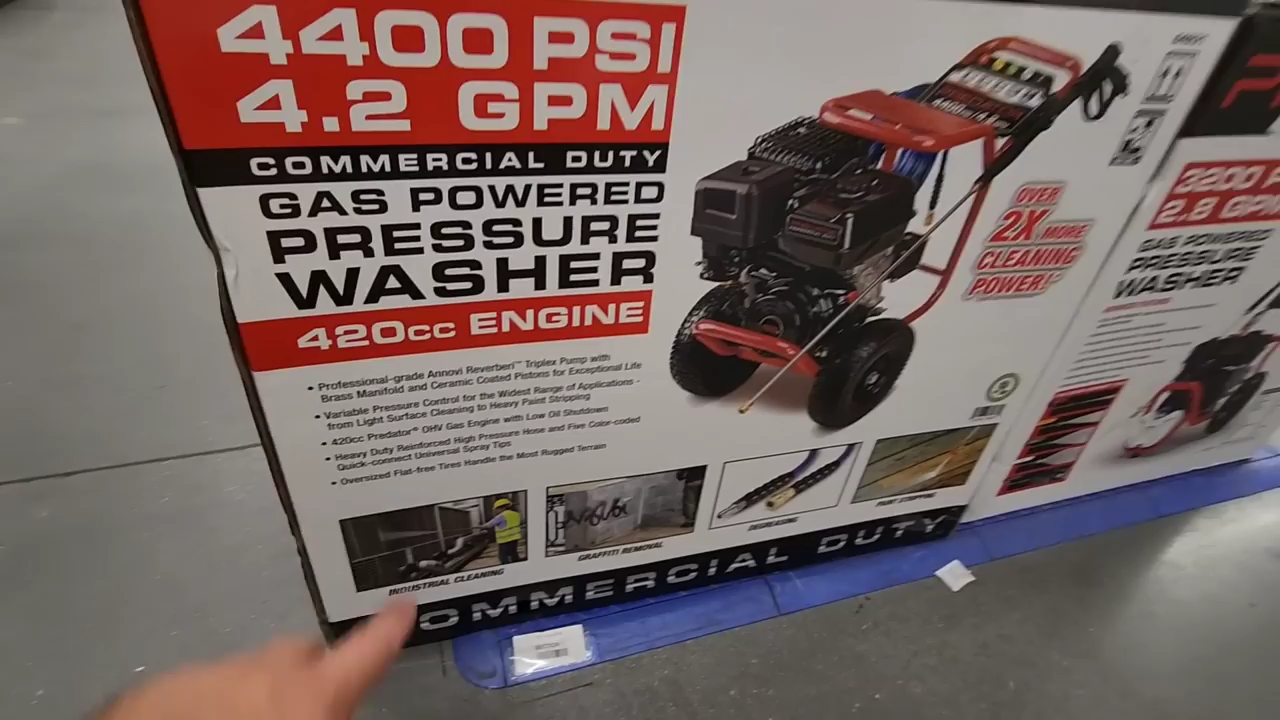 4400 PSI
4.2 GPM
COMMERCIAL DUTY
GAS POWERED
PRESSURE
WASHER
420cc ENGINE
• Professional-grade Annovi Reverberi™ Triplex Pump with
Brass Manifold and Ceramic Coated Pistons for Exceptional Life
• Variable Pressure Control for the Widest Range of Applications -
from Light Surface Cleaning to Heavy Paint Stripping
• 420cc Predator® OHV Gas Engine with Low Oil Shutdown
• Heavy Duty Reinforced High Pressure Hose and Five Color-coded
Quick-connect Universal Spray Tips
• Oversized Flat-free Tires Handle the Most Rugged Terrain
OVER
2X MORE
CLEANING
POWER!
INDUSTRIAL CLEANING
GRAFFITI REMOVAL
DEGREASING
PAINT STRIPPING
OMMERCIAL DUTY
3200 P
2.8 GPM
GAS POWERED
PRESSURE
WASHER